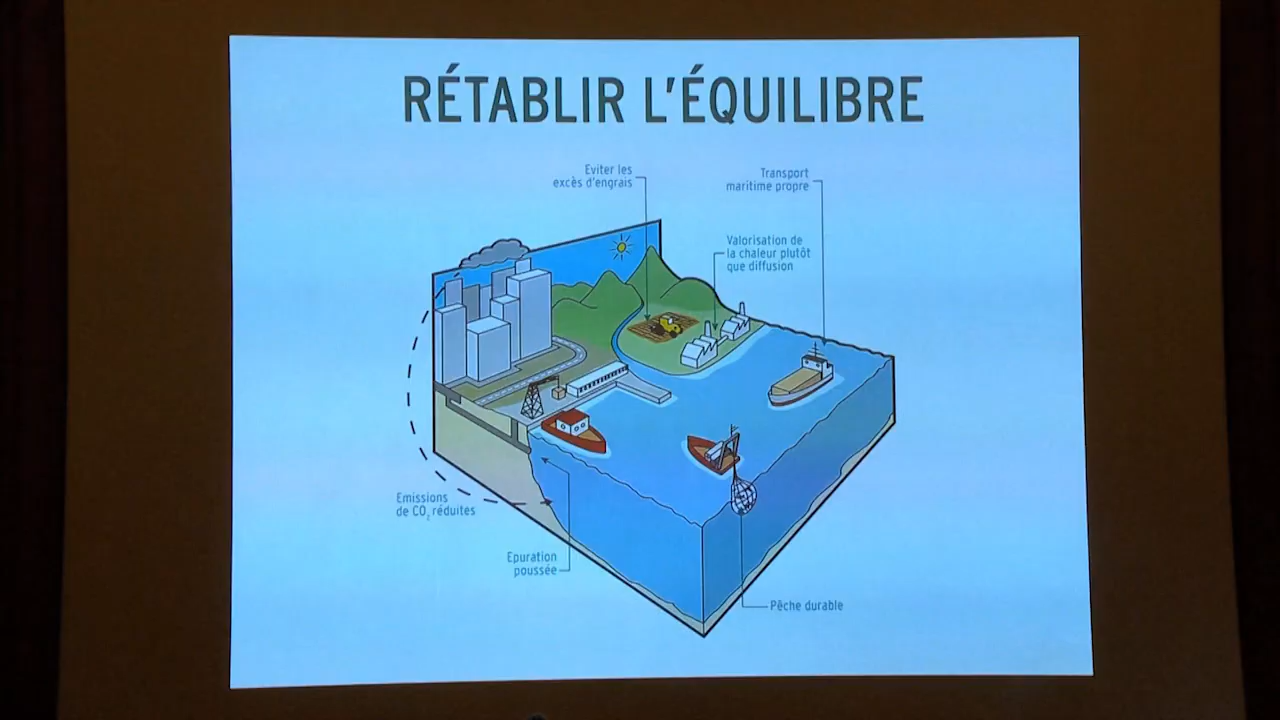 RÉTABLIR L'ÉQUILIBRE
Eviter les
excès d'engrais
Transport
maritime propre
Valorisation de
la chaleur plutôt
que diffusion
Emissions
de CO₂ réduites
Epuration
poussée
Pêche durable